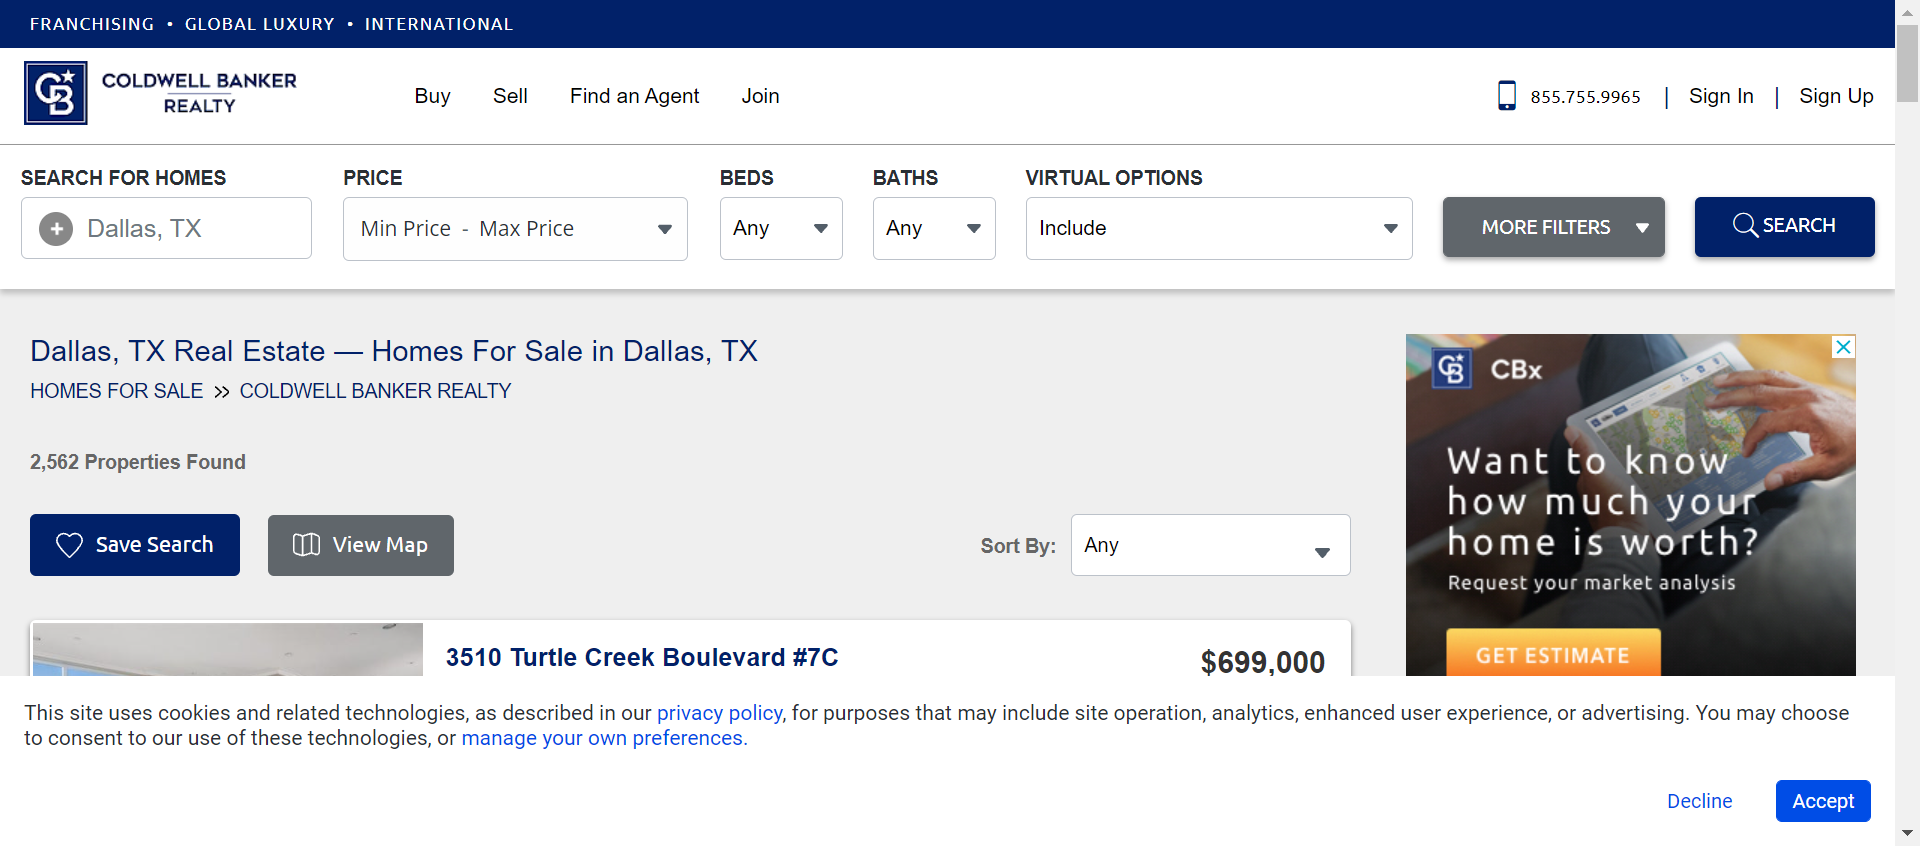 FRANCHISING • GLOBAL LUXURY • INTERNATIONAL
CB COLDWELL BANKER
REALTY
Buy Sell Find an Agent Join
855.755.9965 | Sign In | Sign Up
SEARCH FOR HOMES PRICE BEDS BATHS VIRTUAL OPTIONS
Dallas, TX Min Price - Max Price Any Any Include MORE FILTERS SEARCH
Dallas, TX Real Estate — Homes For Sale in Dallas, TX
HOMES FOR SALE >> COLDWELL BANKER REALTY
2,562 Properties Found
Save Search View Map Sort By: Any
CB CBx
Want to know
how much your
home is worth?
Request your market analysis
GET ESTIMATE
3510 Turtle Creek Boulevard #7C $699,000
This site uses cookies and related technologies, as described in our privacy policy, for purposes that may include site operation, analytics, enhanced user experience, or advertising. You may choose
to consent to our use of these technologies, or manage your own preferences.
Decline Accept